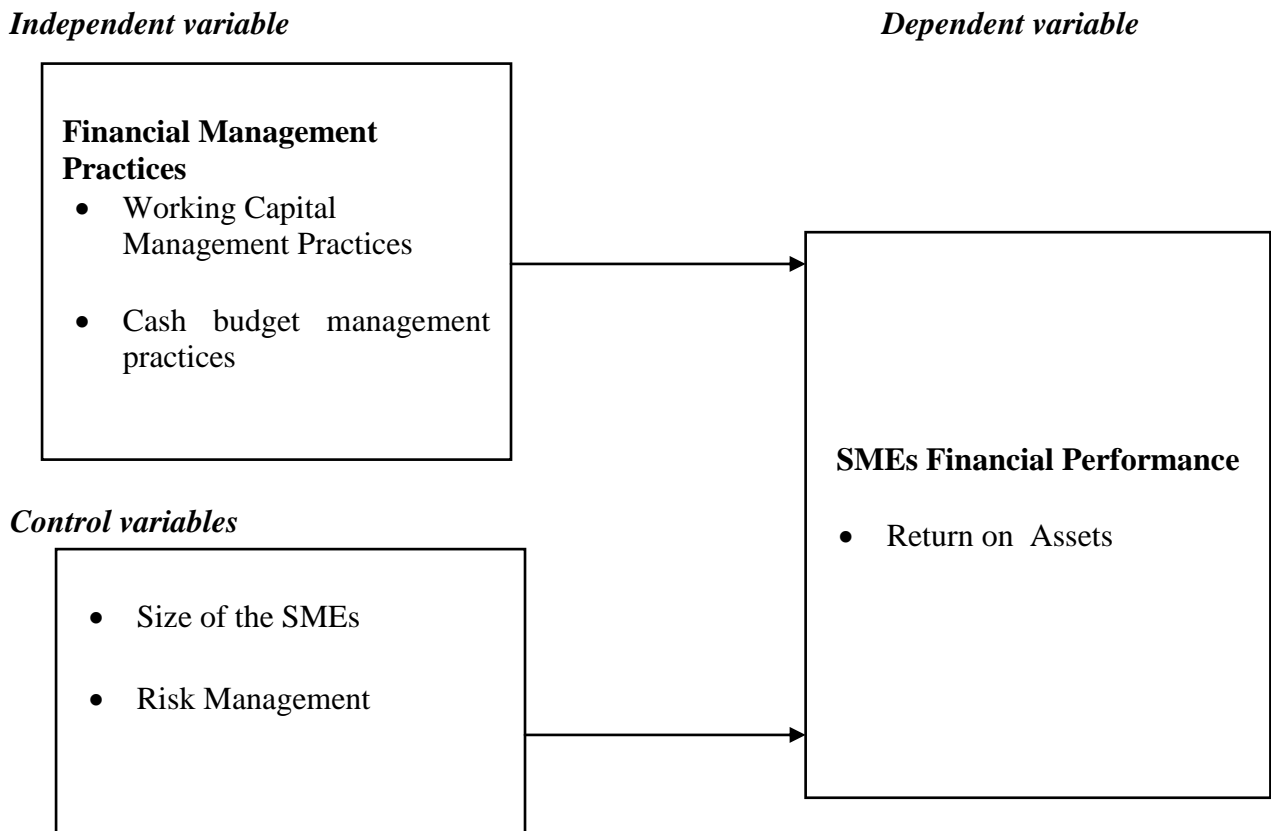 Independent variable
Dependent variable
Financial Management
Practices
• Working Capital
Management Practices
• Cash budget management
practices
SMEs Financial Performance
• Return on Assets
Control variables
• Size of the SMEs
• Risk Management